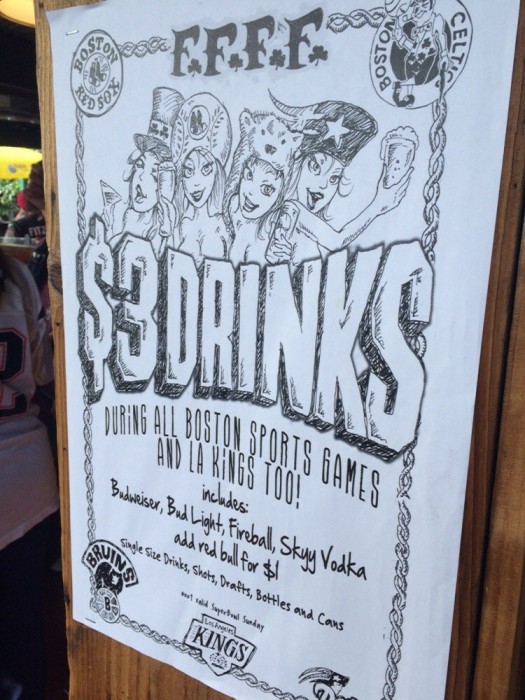 F.F.F.F.
BOSTON
RED SOX
BOSTON
CELTICS
$3 DRINKS
DURING ALL BOSTON SPORTS GAMES
AND LA KINGS TOO!
includes:
Budweiser, Bud Light, Fireball, Skyy Vodka
add red bull for $1
Single Size Drinks, Shots, Drafts, Bottles and Cans
not valid SuperBowl Sunday
BRUINS
B
Los Angeles
KINGS